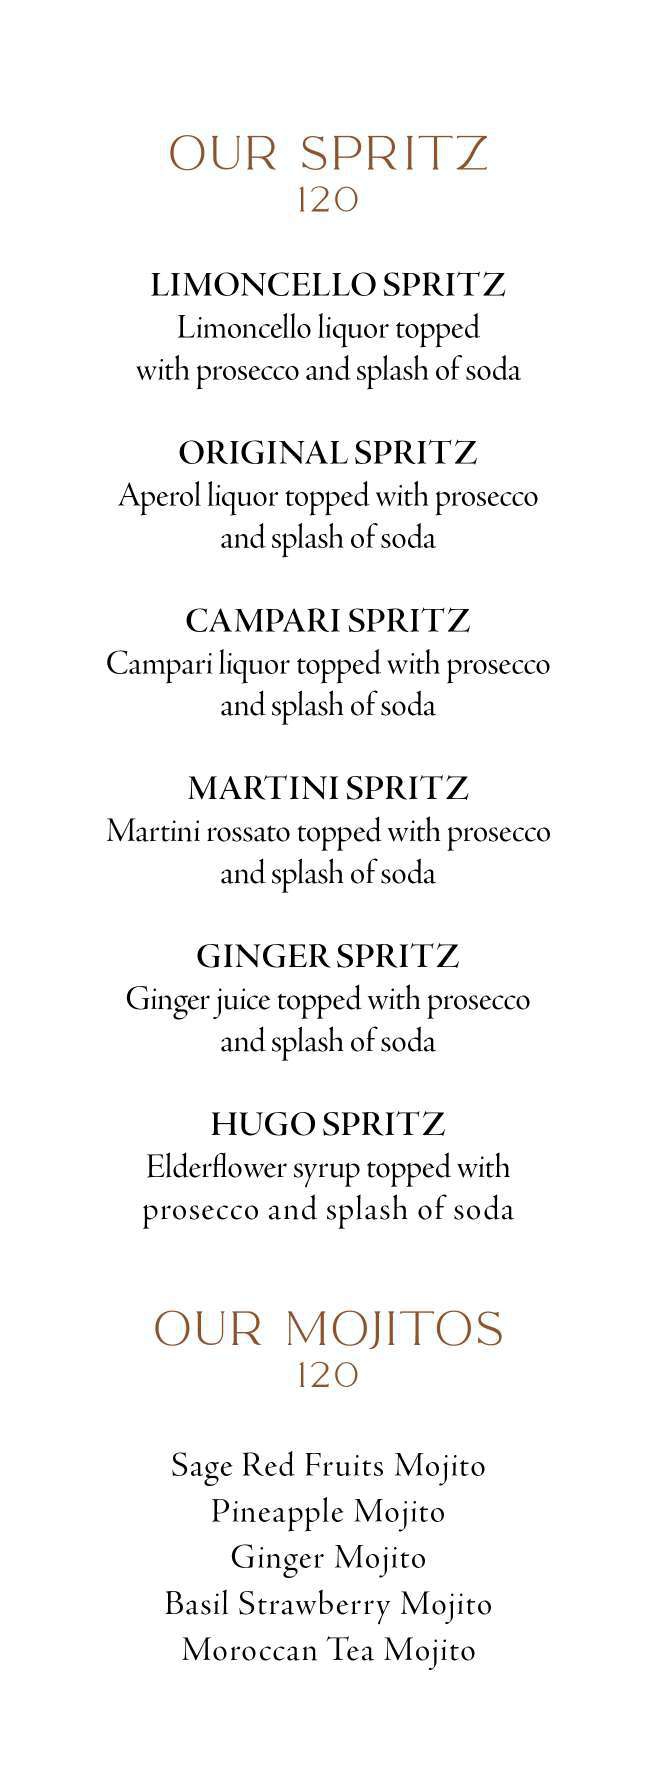 OUR SPRITZ
120
LIMONCELLO SPRITZ
Limoncello liquor topped
with prosecco and splash of soda
ORIGINAL SPRITZ
Aperol liquor topped with prosecco
and splash of soda
CAMPARI SPRITZ
Campari liquor topped with prosecco
and splash of soda
MARTINI SPRITZ
Martini rossato topped with prosecco
and splash of soda
GINGER SPRITZ
Ginger juice topped with prosecco
and splash of soda
HUGO SPRITZ
Elderflower syrup topped with
prosecco and splash of soda
OUR MOJITOS
120
Sage Red Fruits Mojito
Pineapple Mojito
Ginger Mojito
Basil Strawberry Mojito
Moroccan Tea Mojito